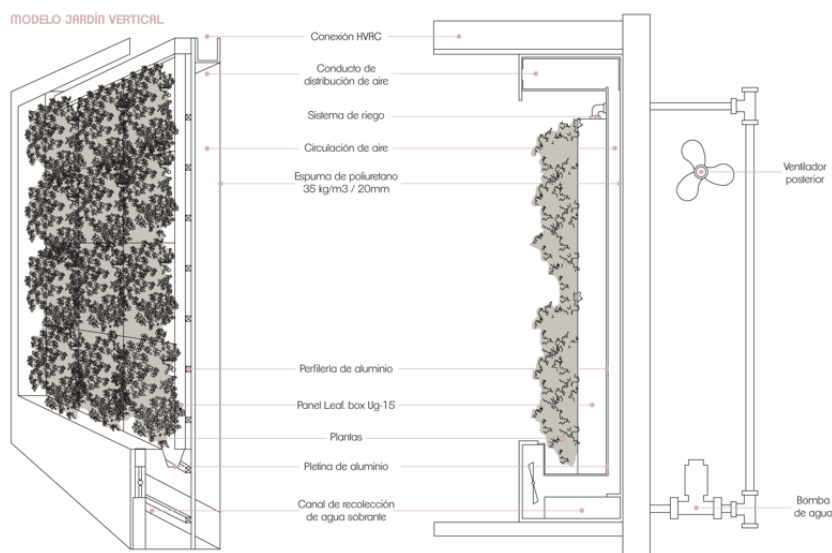 MODELO JARDÍN VERTICAL
Conexión HVAC
Conducto de
distribución de aire
Sistema de riego
Circulación de aire
Espuma de poliuretano
35 kg/m3 / 20mm
Ventilador
posterior
Perfilería de aluminio
Panel Leaf. box Ug-15
Plantas
Pletina de aluminio
Canal de recolección
de agua sobrante
Bomba
de agua